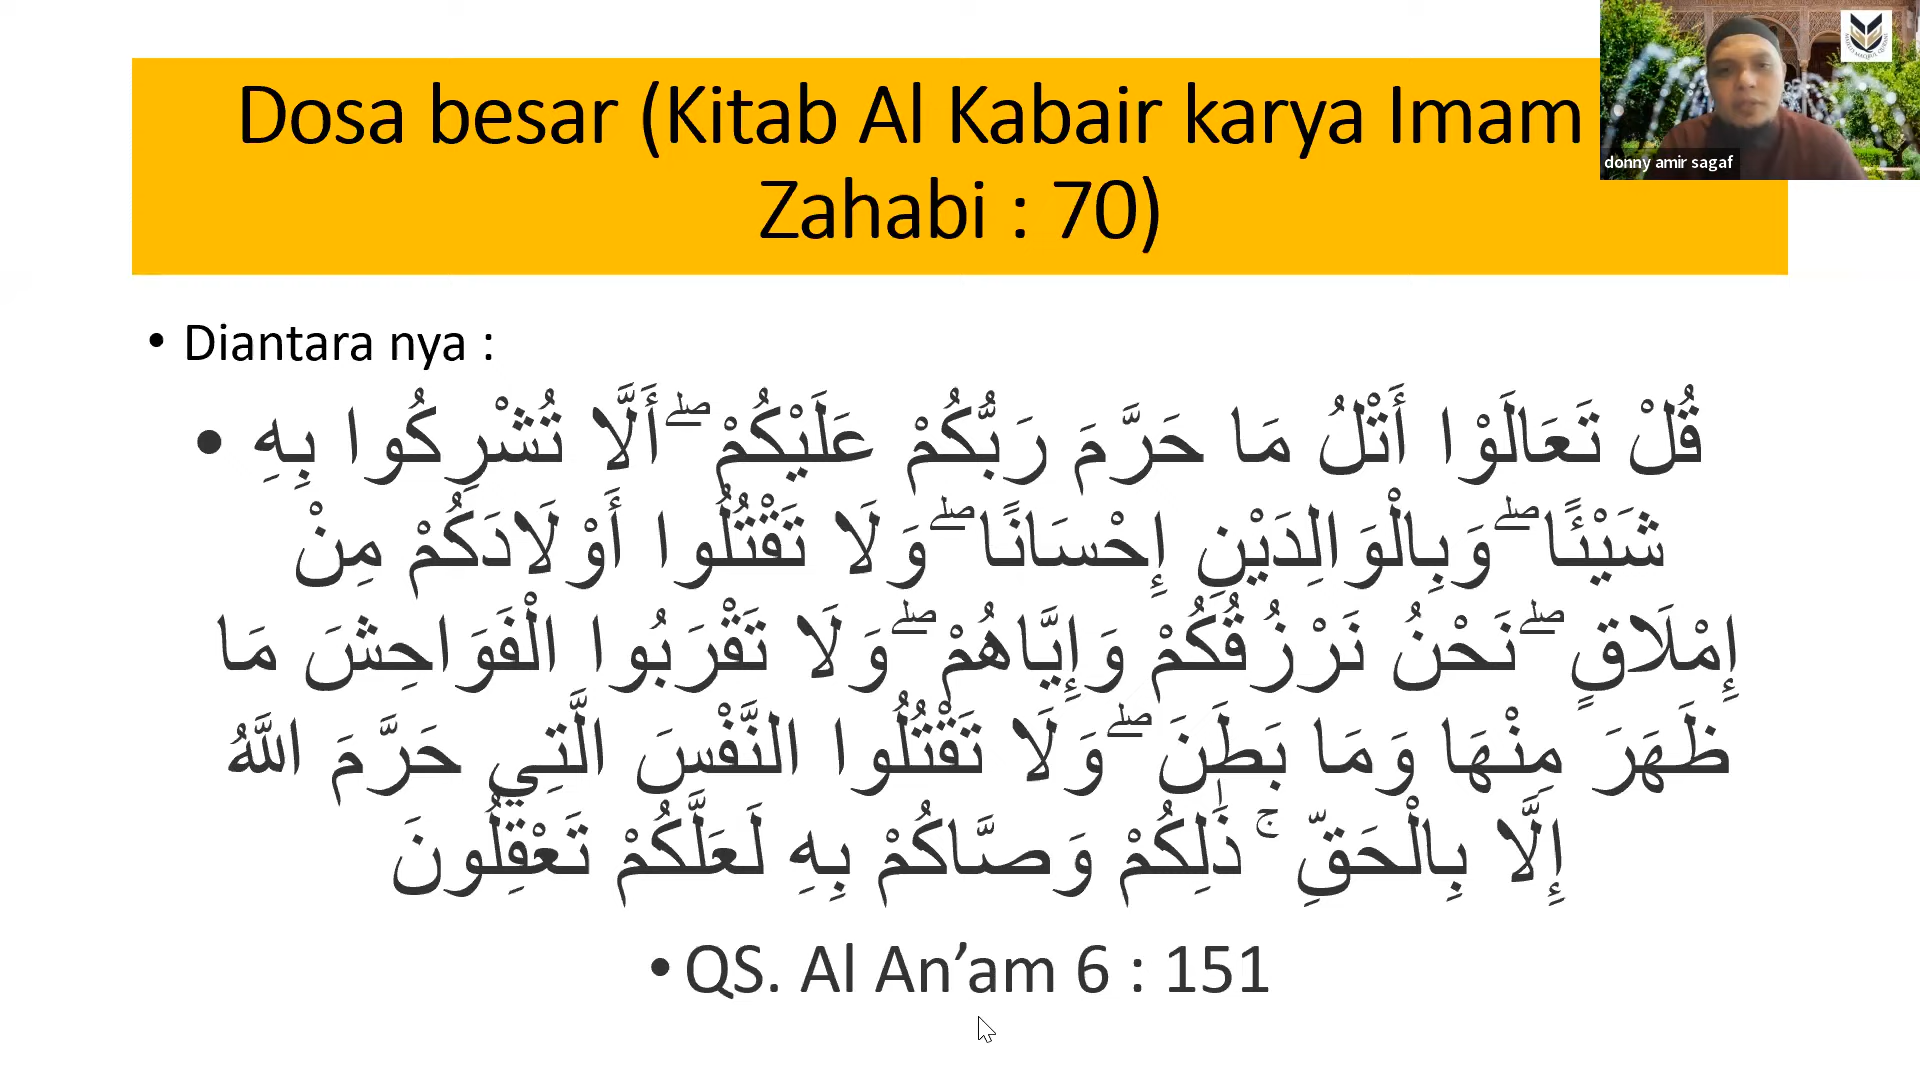 Dosa besar (Kitab Al Kabair karya Imam
Zahabi : 70)
donny amir sagaf
• Diantara nya :
• قُلْ تَعَالَوْا أَتْلُ مَا حَرَّمَ رَبُّكُمْ عَلَيْكُمْ ۖ أَلَّا تُشْرِكُوا بِهِ
شَيْئًا ۖ وَبِالْوَالِدَيْنِ إِحْسَانًا ۖ وَلَا تَقْتُلُوا أَوْلَادَكُمْ مِنْ
إِمْلَاقٍ ۖ نَحْنُ نَرْزُقُكُمْ وَإِيَّاهُمْ ۖ وَلَا تَقْرَبُوا الْفَوَاحِشَ مَا
ظَهَرَ مِنْهَا وَمَا بَطَنَ ۖ وَلَا تَقْتُلُوا النَّفْسَ الَّتِي حَرَّمَ اللَّهُ
إِلَّا بِالْحَقِّ ۚ ذَٰلِكُمْ وَصَّاكُمْ بِهِ لَعَلَّكُمْ تَعْقِلُونَ
• QS. Al An’am 6 : 151